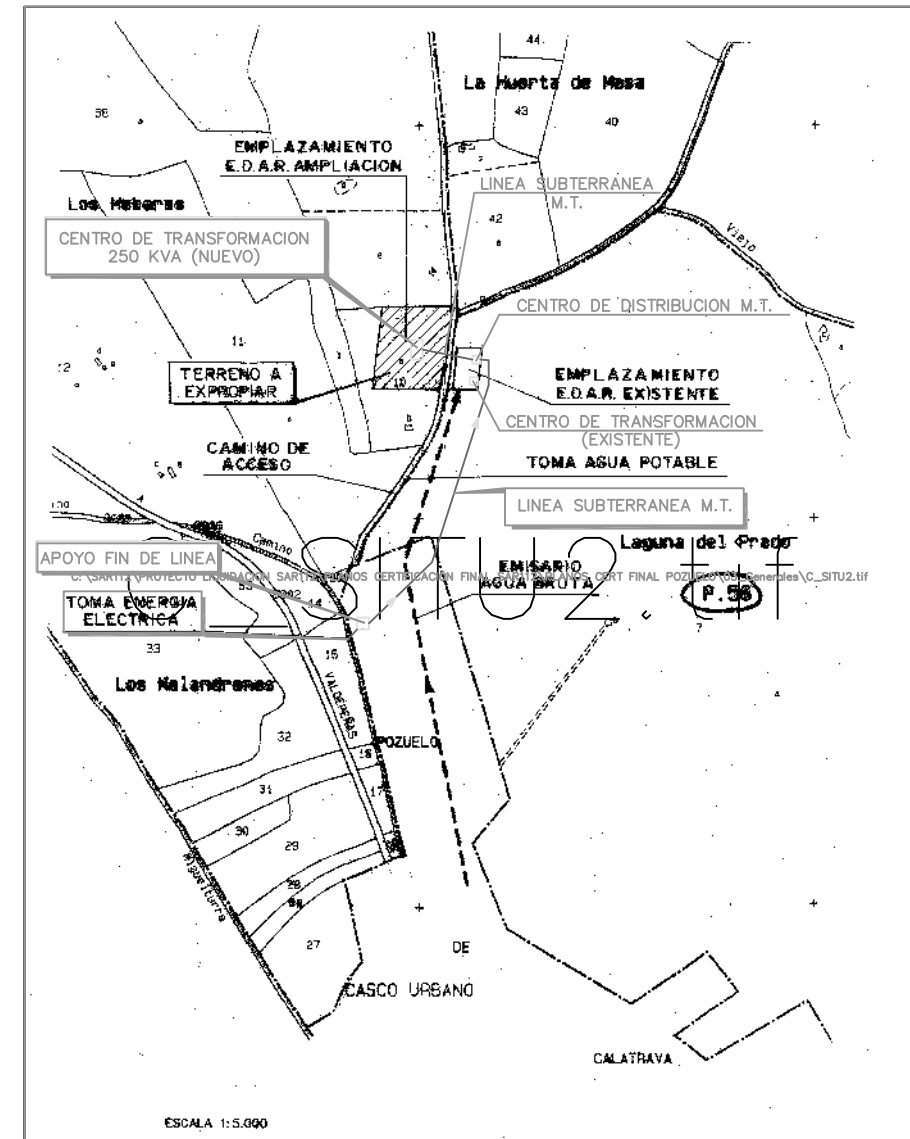 44
La Huerta de Mesa
43
40
EMPLAZAMIENTO
E.D.A.R. AMPLIACION
LINEA SUBTERRANEA
M.T.
42
Viejo
CENTRO DE TRANSFORMACION
250 KVA (NUEVO)
CENTRO DE DISTRIBUCION M.T.
11
12
10
TERRENO A
EXPROPIAR
EMPLAZAMIENTO
E.D.A.R. EXISTENTE
CENTRO DE TRANSFORMACION
(EXISTENTE)
CAMINO DE
ACCESO
TOMA AGUA POTABLE
LINEA SUBTERRANEA M.T.
Camino
Laguna del Prado
APOYO FIN DE LINEA
EMISARIO
AGUA BRUTA
P.56
TOMA ENERGIA
ELECTRICA
14
7
33
15
Los Malandrenes
VALDEPEÑAS
32
POZUELO
18
31
17
30
29
28
Miguelturra
27
DE
CASCO URBANO
CALATRAVA
ESCALA 1:5.000